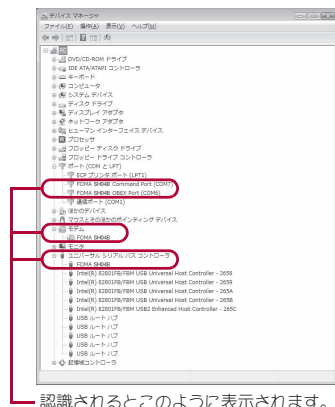 デバイス マネージャ
ファイル(F) 操作(A) 表示(V) ヘルプ(H)
PC
DVD/CD-ROM ドライブ
IDE ATA/ATAPI コントローラ
キーボード
コンピュータ
システム デバイス
ディスク ドライブ
ディスプレイ アダプタ
ネットワーク アダプタ
ヒューマン インターフェイス デバイス
プロセッサ
フロッピー ディスク ドライブ
フロッピー ドライブ コントローラ
ポート (COM と LPT)
ECP プリンタ ポート (LPT1)
FOMA SH04B Command Port (COM7)
FOMA SH04B OBEX Port (COM6)
通信ポート (COM1)
ほかのデバイス
マウスとそのほかのポインティング デバイス
モデム
FOMA SH04B
モニタ
ユニバーサル シリアル バス コントローラ
FOMA SH04B
Intel(R) 82801FB/FBM USB Universal Host Controller - 2658
Intel(R) 82801FB/FBM USB Universal Host Controller - 2659
Intel(R) 82801FB/FBM USB Universal Host Controller - 265A
Intel(R) 82801FB/FBM USB Universal Host Controller - 265B
Intel(R) 82801FB/FBM USB2 Enhanced Host Controller - 265C
USB ルート ハブ
USB ルート ハブ
USB ルート ハブ
USB ルート ハブ
USB ルート ハブ
記憶域コントローラ
認識されるとこのように表示されます。